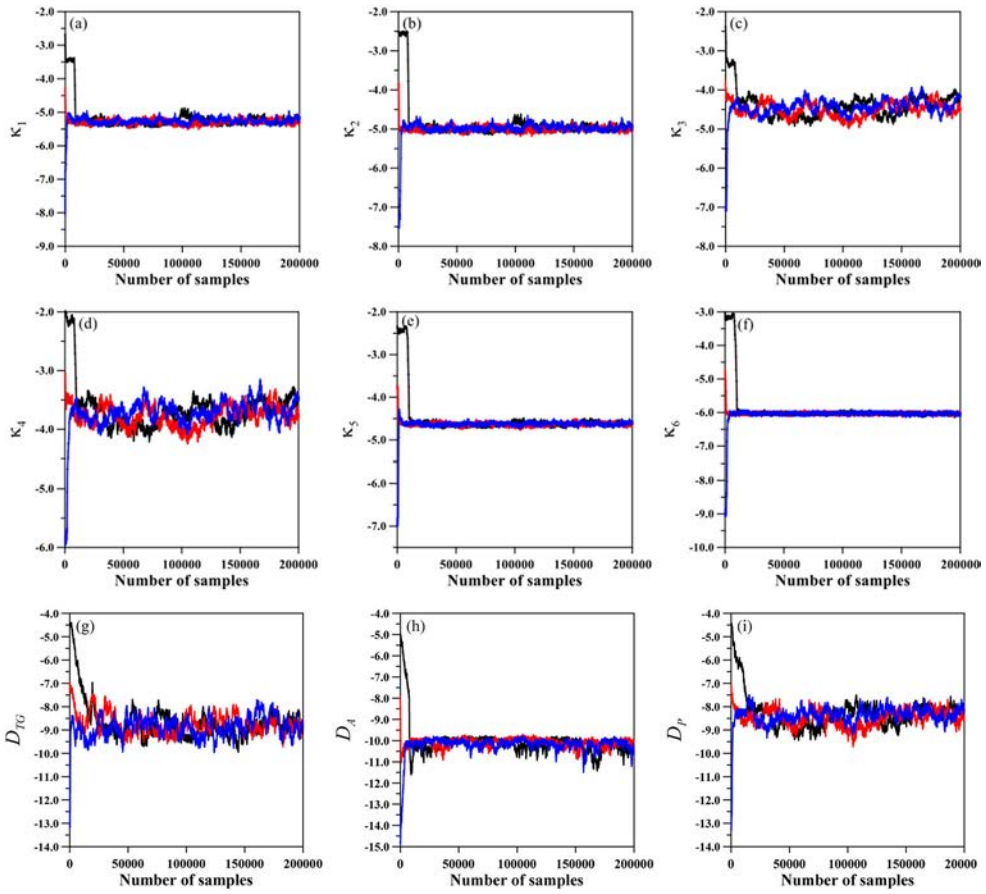 (a)
-2.0
-3.0
-4.0
-5.0
-6.0
-7.0
-8.0
-9.0
κ1
0 50000 100000 150000 200000
Number of samples
(b)
-2.0
-3.0
-4.0
-5.0
-6.0
-7.0
-8.0
κ2
0 50000 100000 150000 200000
Number of samples
(c)
-2.0
-3.0
-4.0
-5.0
-6.0
-7.0
-8.0
κ3
0 50000 100000 150000 200000
Number of samples
(d)
-2.0
-3.0
-4.0
-5.0
-6.0
κ4
0 50000 100000 150000 200000
Number of samples
(e)
-2.0
-3.0
-4.0
-5.0
-6.0
-7.0
κ5
0 50000 100000 150000 200000
Number of samples
(f)
-3.0
-4.0
-5.0
-6.0
-7.0
-8.0
-9.0
-10.0
κ6
0 50000 100000 150000 200000
Number of samples
(g)
-4.0
-5.0
-6.0
-7.0
-8.0
-9.0
-10.0
-11.0
-12.0
-13.0
-14.0
DTG
0 50000 100000 150000 200000
Number of samples
(h)
-4.0
-5.0
-6.0
-7.0
-8.0
-9.0
-10.0
-11.0
-12.0
-13.0
-14.0
-15.0
DA
0 50000 100000 150000 200000
Number of samples
(i)
-4.0
-5.0
-6.0
-7.0
-8.0
-9.0
-10.0
-11.0
-12.0
-13.0
-14.0
DP
0 50000 100000 150000 200000
Number of samples